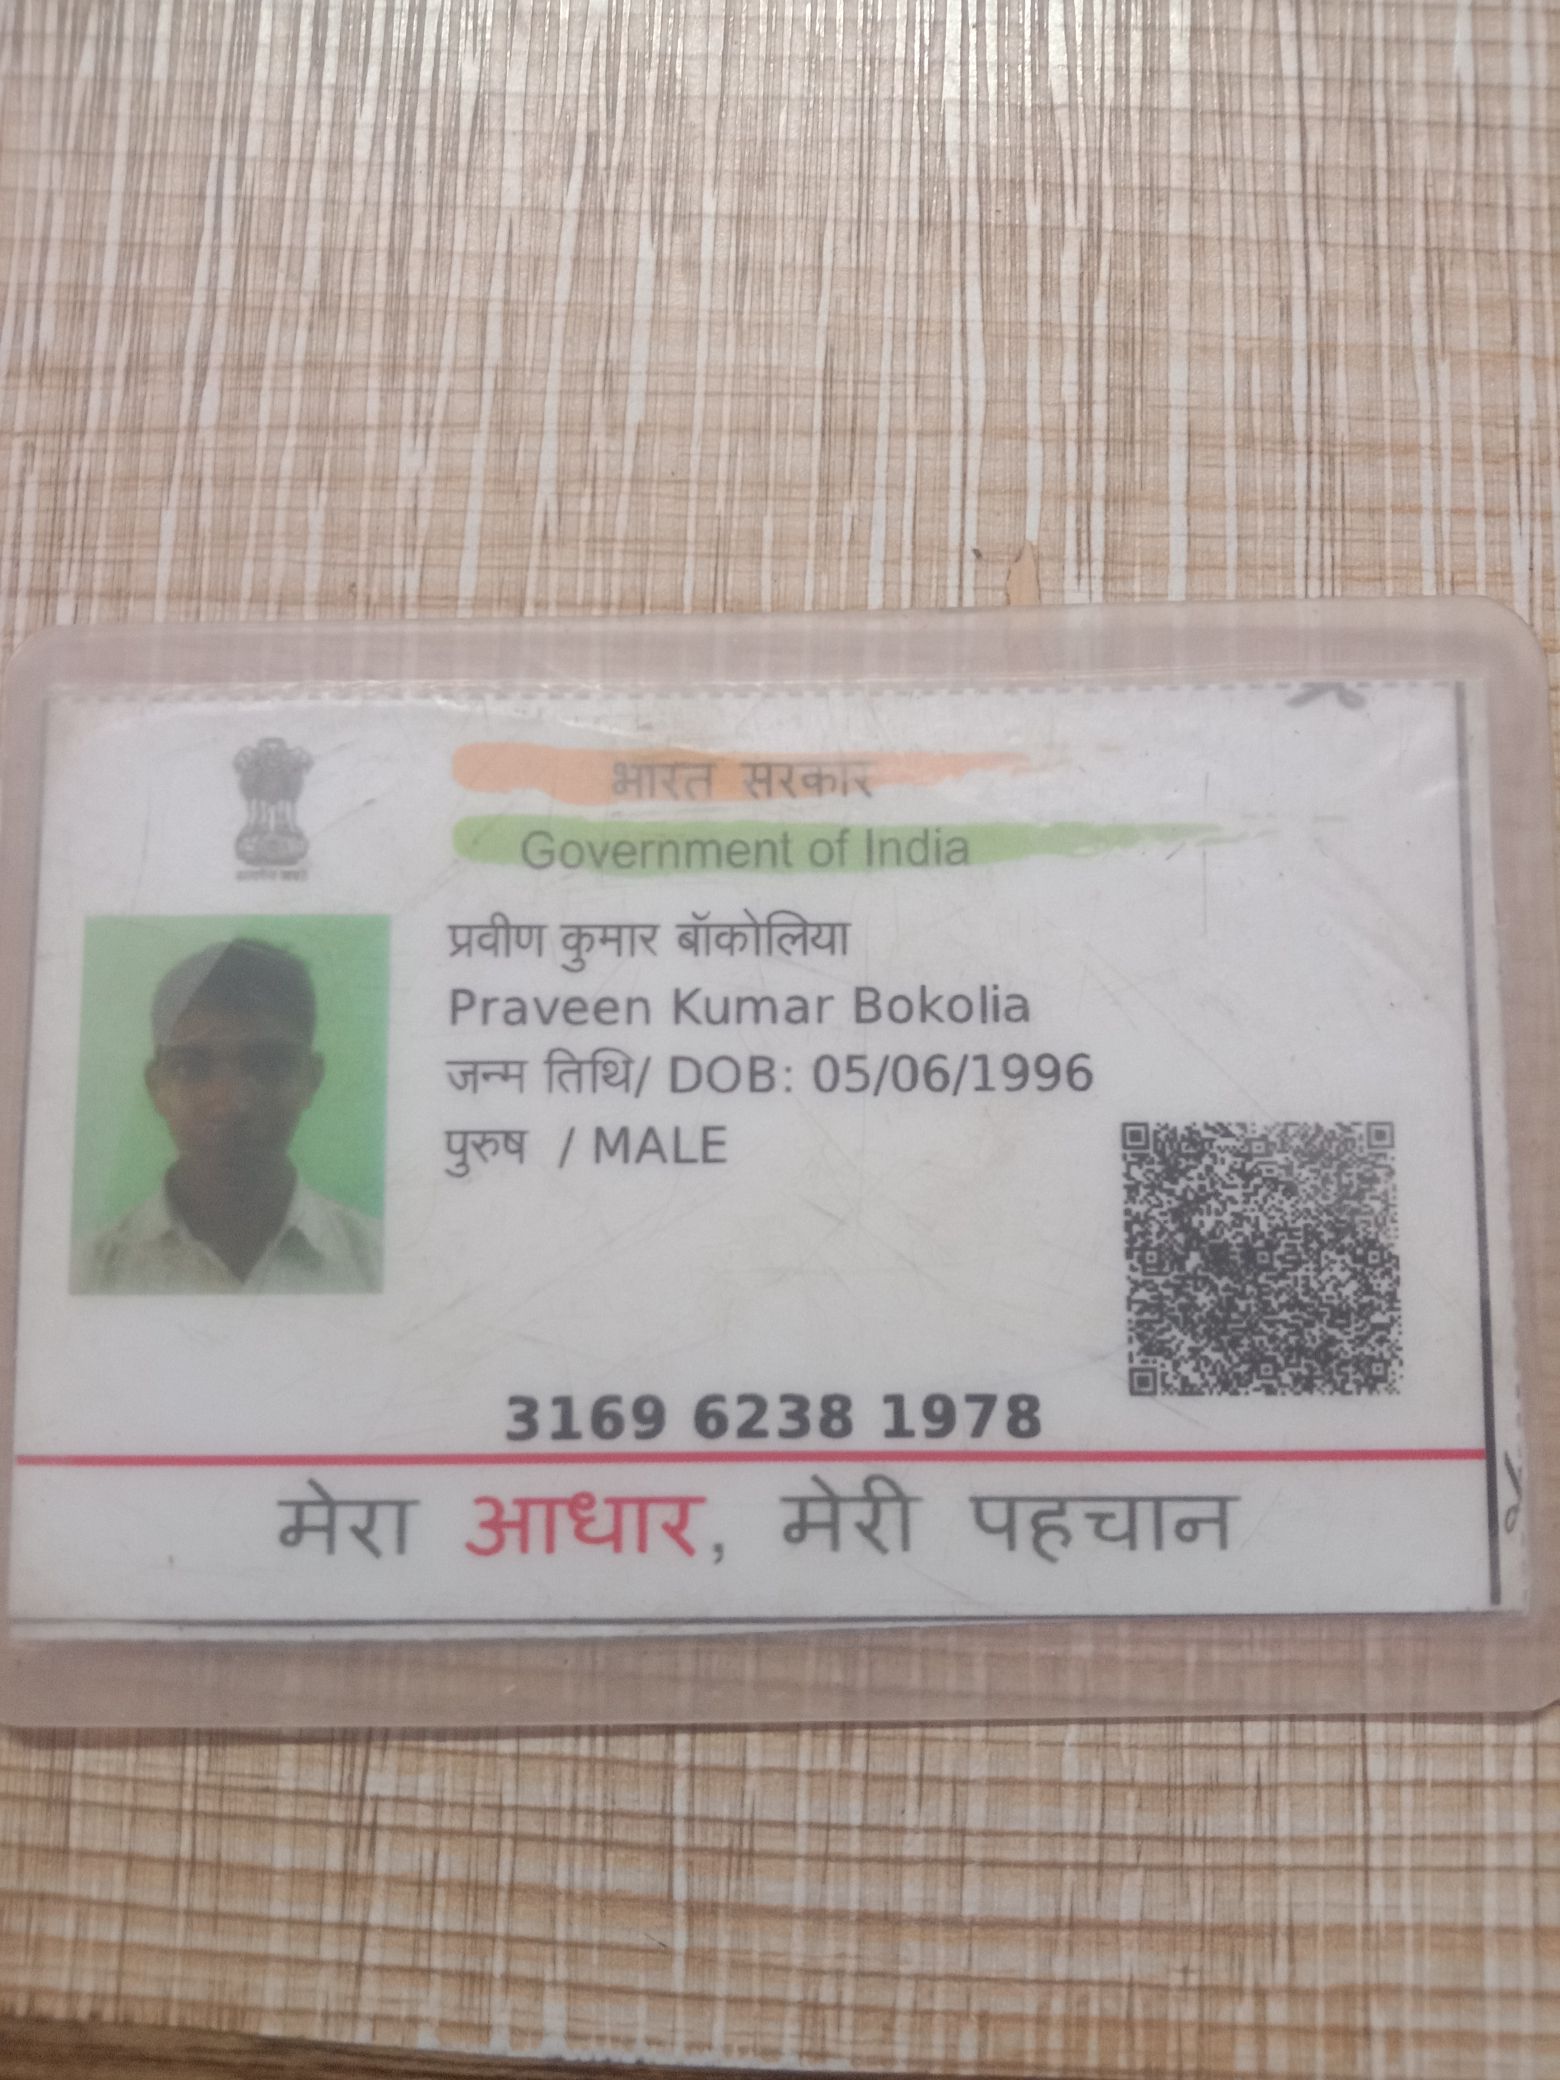 भारत सरकार
Government of India
प्रवीण कुमार बॉकोलिया
Praveen Kumar Bokolia
जन्म तिथि/ DOB: 05/06/1996
पुरुष / MALE
3169 6238 1978
मेरा आधार, मेरी पहचान